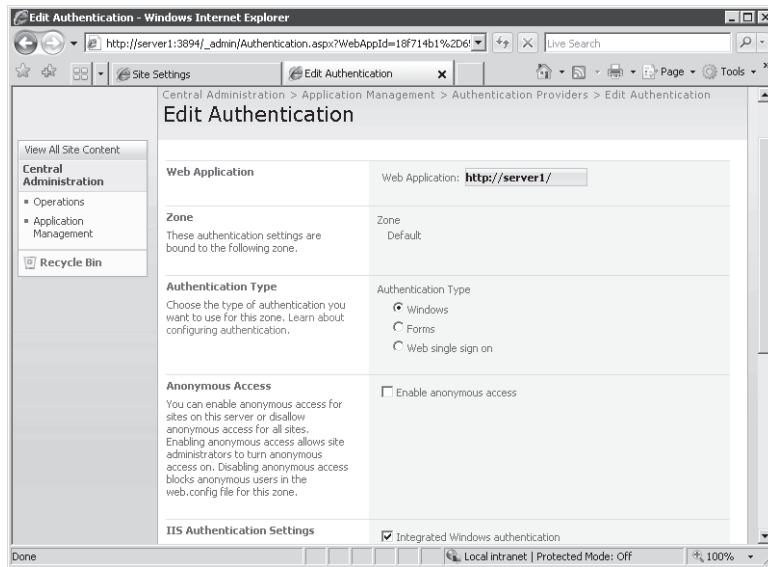 Edit Authentication - Windows Internet Explorer
http://server1:3894/_admin/Authentication.aspx?WebAppId=18f714b1%2D6!
Live Search
Site Settings
Edit Authentication
Page
Tools
Central Administration > Application Management > Authentication Providers > Edit Authentication
Edit Authentication
View All Site Content
Central
Administration
Operations
Application
Management
Recycle Bin
Web Application
Web Application: http://server1/
Zone
These authentication settings are
bound to the following zone.
Zone
Default
Authentication Type
Choose the type of authentication you
want to use for this zone. Learn about
configuring authentication.
Authentication Type
Windows
Forms
Web single sign on
Anonymous Access
You can enable anonymous access for
sites on this server or disallow
anonymous access for all sites.
Enabling anonymous access allows site
administrators to turn anonymous
access on. Disabling anonymous access
blocks anonymous users in the
web.config file for this zone.
Enable anonymous access
IIS Authentication Settings
Integrated Windows authentication
Done
Local intranet | Protected Mode: Off
100%